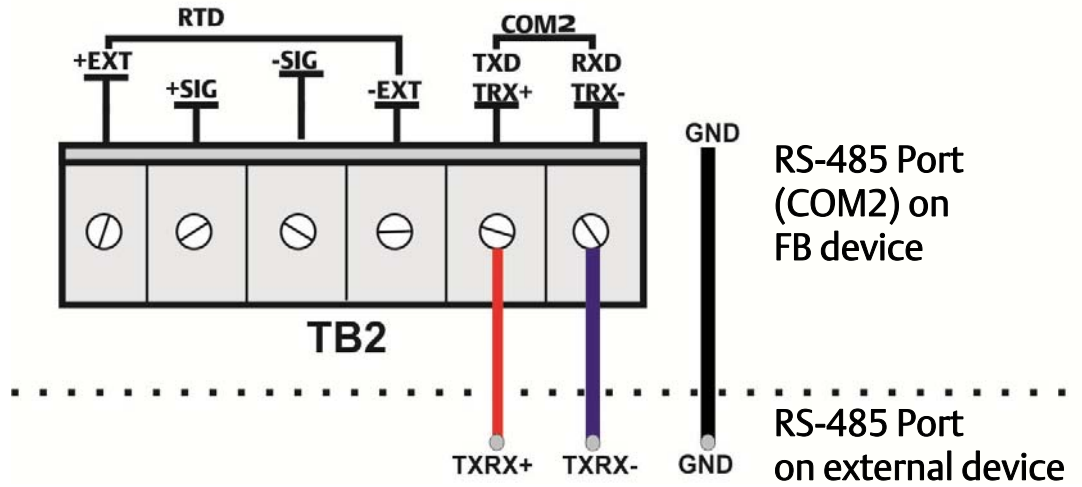 RTD
COM2
+EXT
-SIG
TXD
RXD
+SIG
-EXT
TRX+
TRX-
GND
RS-485 Port
(COM2) on
FB device
TB2
RS-485 Port
on external device
TXRX+
TXRX-
GND